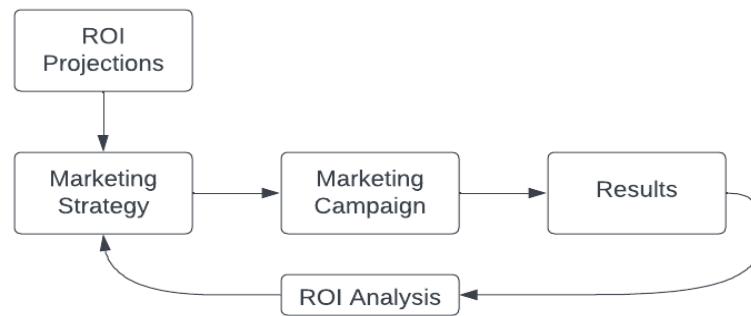 ROI
Projections
Marketing
Strategy
Marketing
Campaign
Results
ROI Analysis